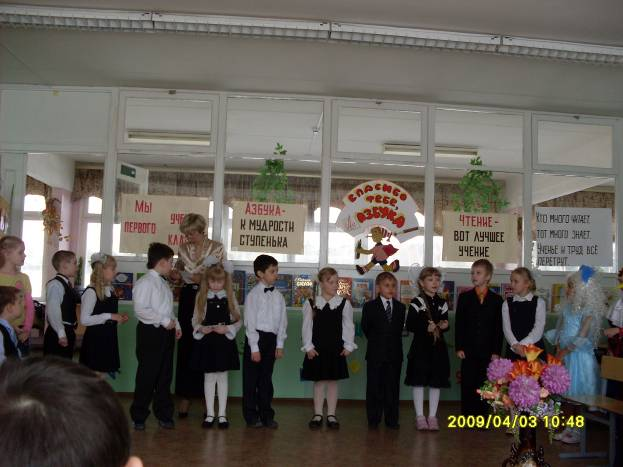 МЫ
ПЕРВОГО
КЛА
АЗБУКА-
К МУДРОСТИ
СТУПЕНЬКА
СПАСИБО
ТЕБЕ,
АЗБУКА
ЧТЕНИЕ-
ВОТ ЛУЧШЕЕ
УЧЕНИЕ
КТО МНОГО ЧИТАЕТ,
ТОТ МНОГО ЗНАЕТ.
УЧЕНЬЕ И ТРУД ВСЁ
ПЕРЕТРУТ.
2009/04/03 10:48